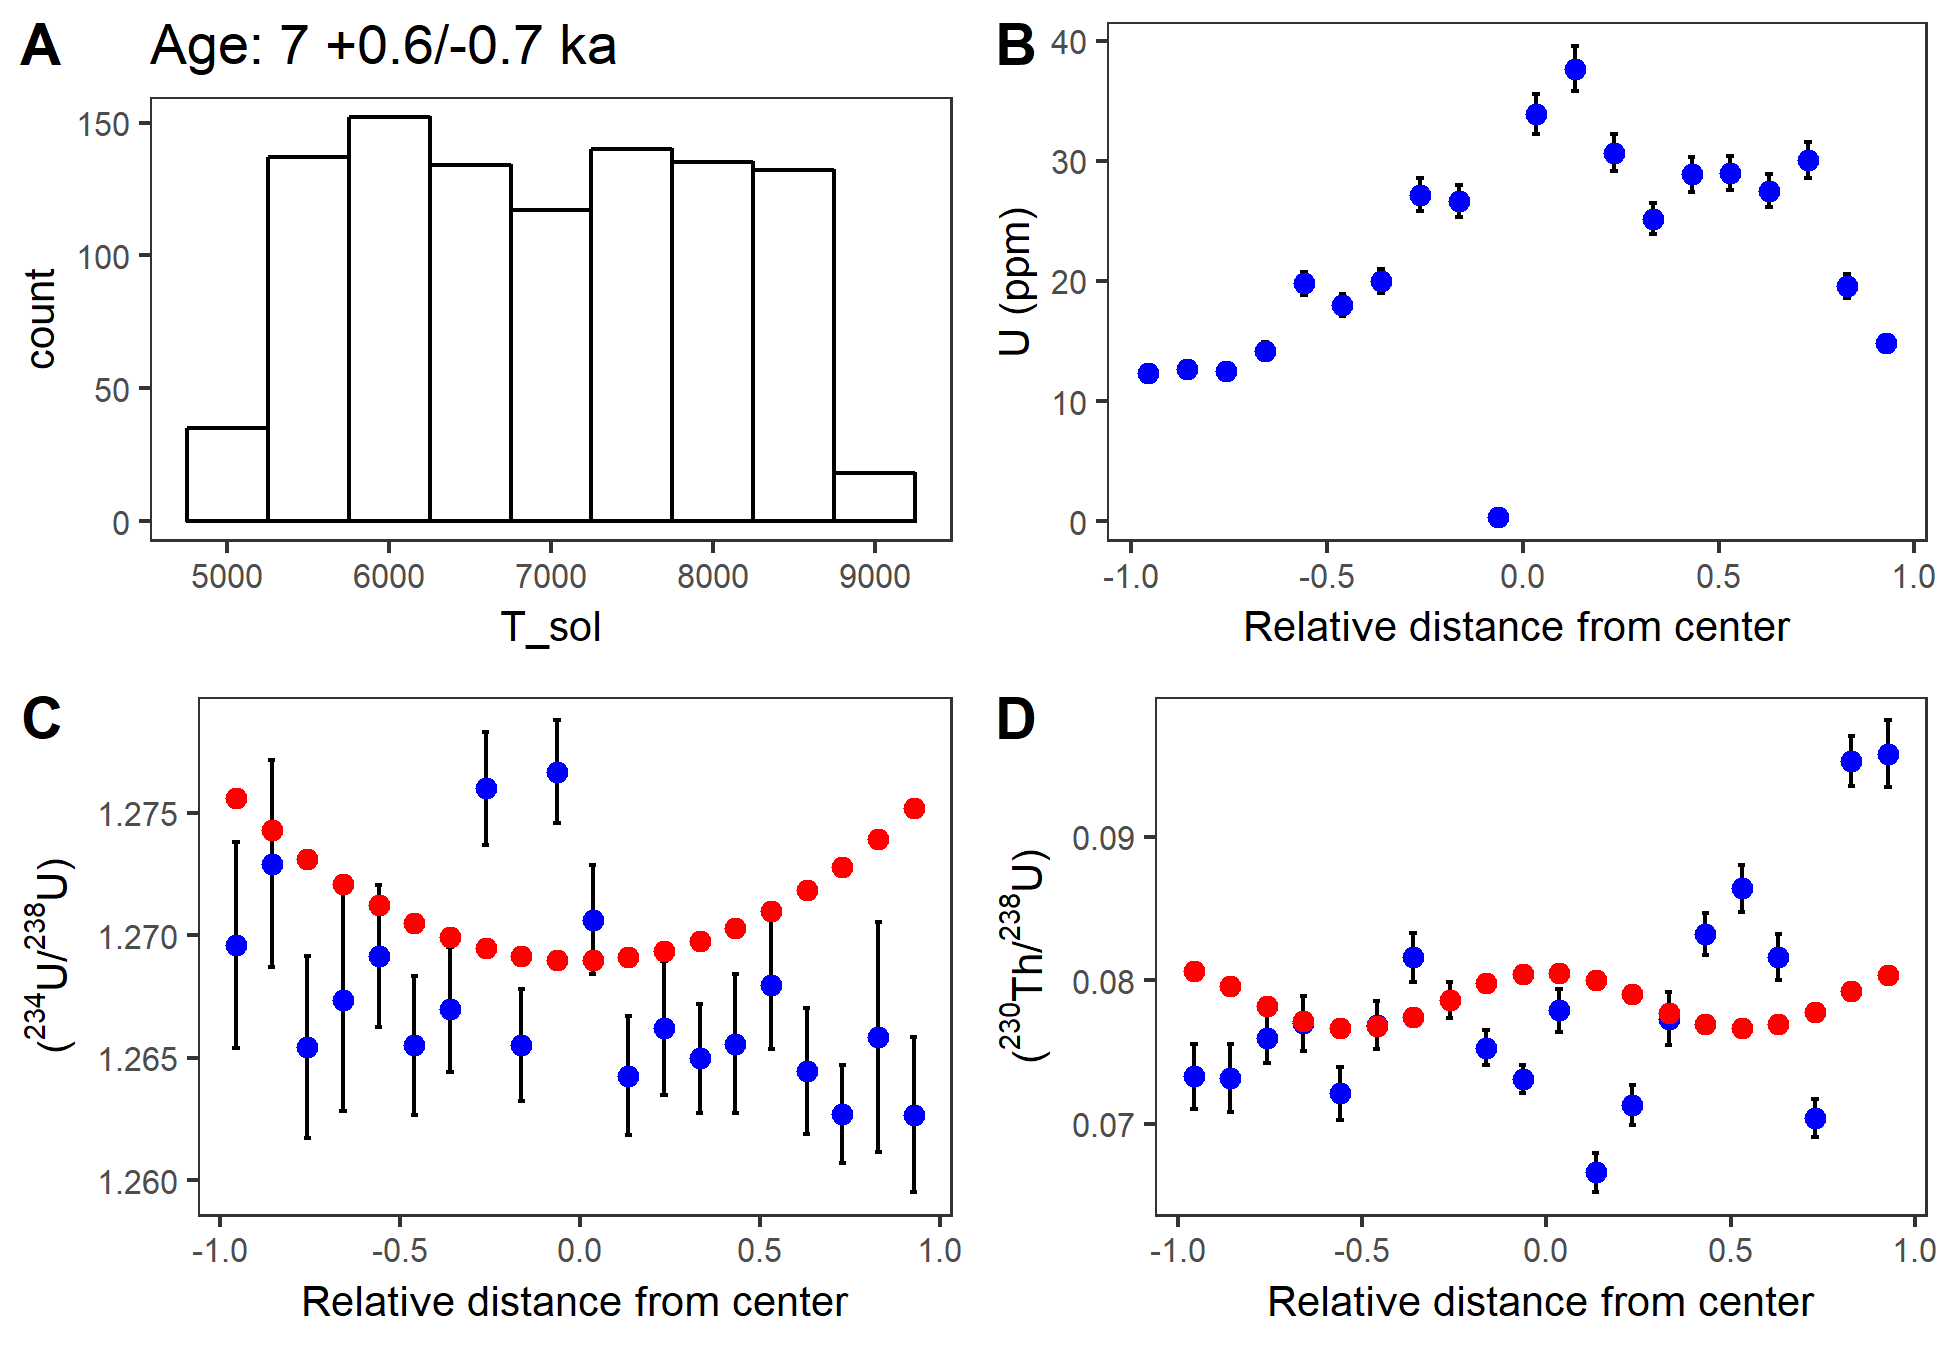 A Age: 7 +0.6/-0.7 ka
150
100
50
0
count
5000 6000 7000 8000 9000
T_sol
B
40
30
20
10
0
U (ppm)
-1.0 -0.5 0.0 0.5 1.0
Relative distance from center
C
1.275
1.270
1.265
1.260
(²³⁴U/²³⁸U)
-1.0 -0.5 0.0 0.5 1.0
Relative distance from center
D
0.09
0.08
0.07
(²³⁰Th/²³⁸U)
-1.0 -0.5 0.0 0.5 1.0
Relative distance from center